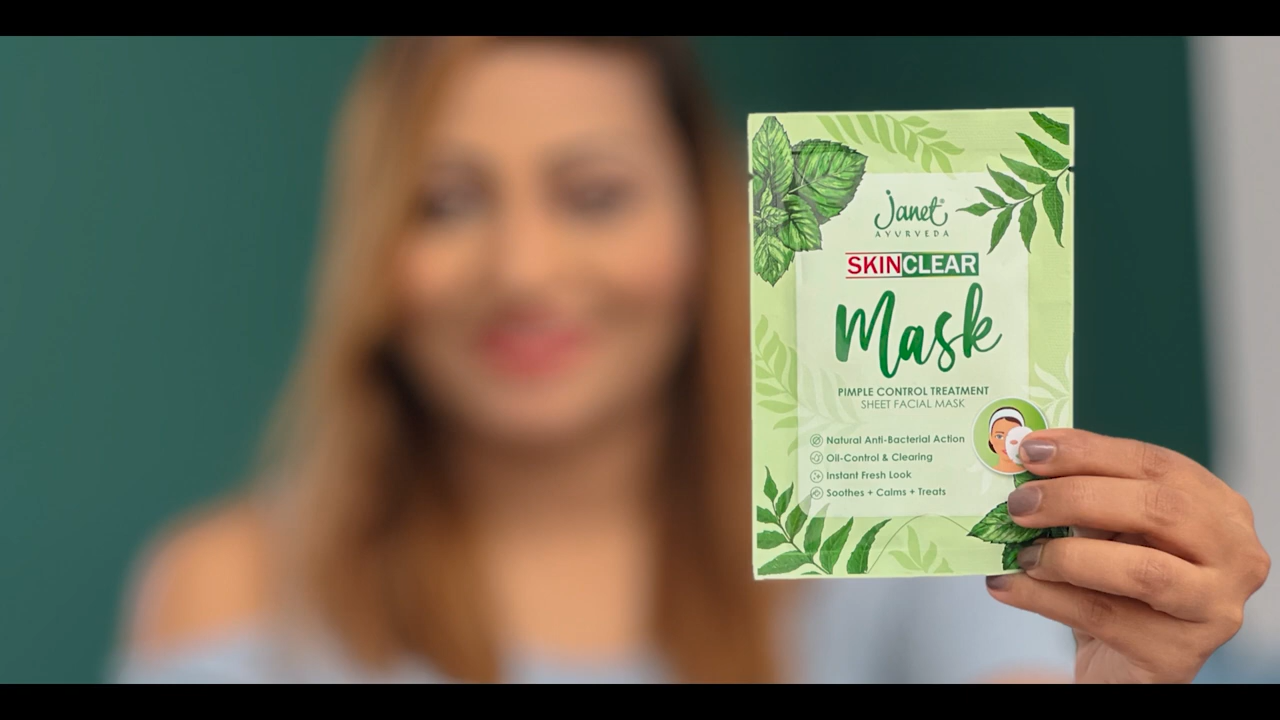 Janet®
AYURVEDA
SKINCLEAR
Mask
PIMPLE CONTROL TREATMENT
SHEET FACIAL MASK
Natural Anti-Bacterial Action
Oil-Control & Clearing
Instant Fresh Look
Soothes + Calms + Treats